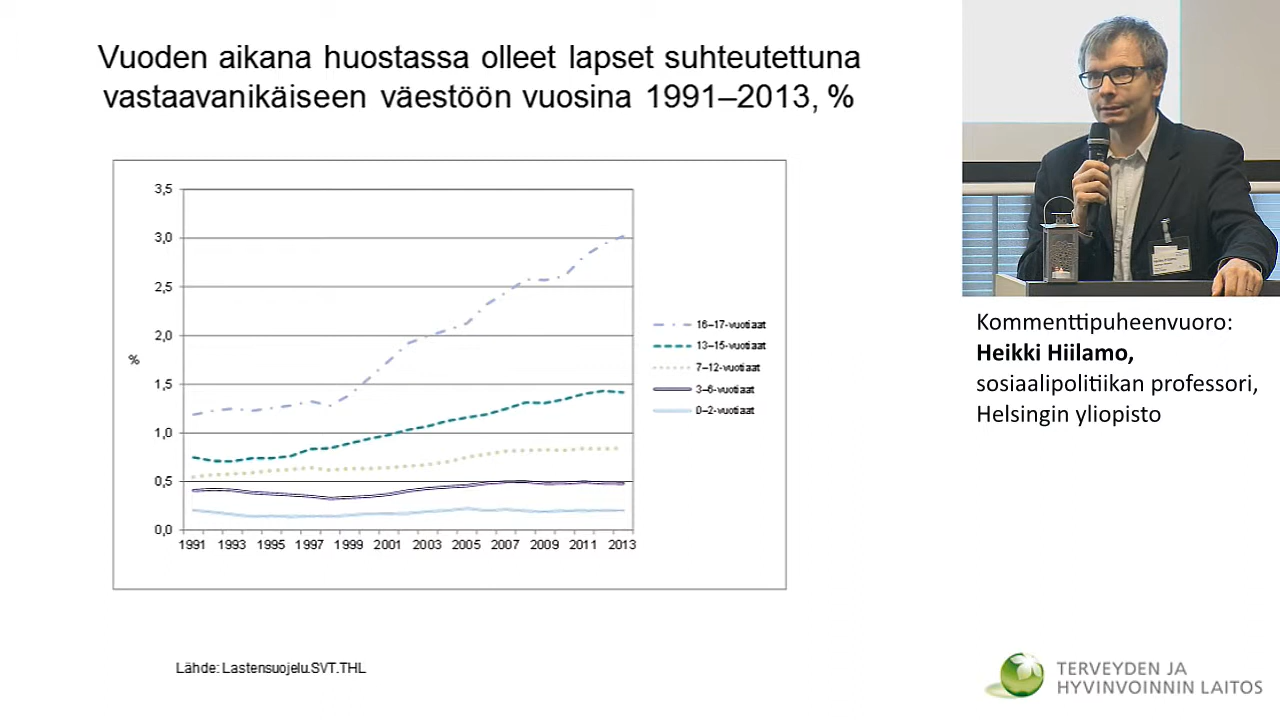 Vuoden aikana huostassa olleet lapset suhteutettuna
vastaavanikäiseen väestöön vuosina 1991–2013, %
3,5
3,0
2,5
2,0
%
1,5
1,0
0,5
0,0
1991 1993 1995 1997 1999 2001 2003 2005 2007 2009 2011 2013
16–17-vuotiaat
13–15-vuotiaat
7–12-vuotiaat
3–6-vuotiaat
0–2-vuotiaat
Lähde: Lastensuojelu.SVT.THL
Kommenttipuheenvuoro:
Heikki Hiilamo,
sosiaalipolitiikan professori,
Helsingin yliopisto
TERVEYDEN JA
HYVINVOINNIN LAITOS